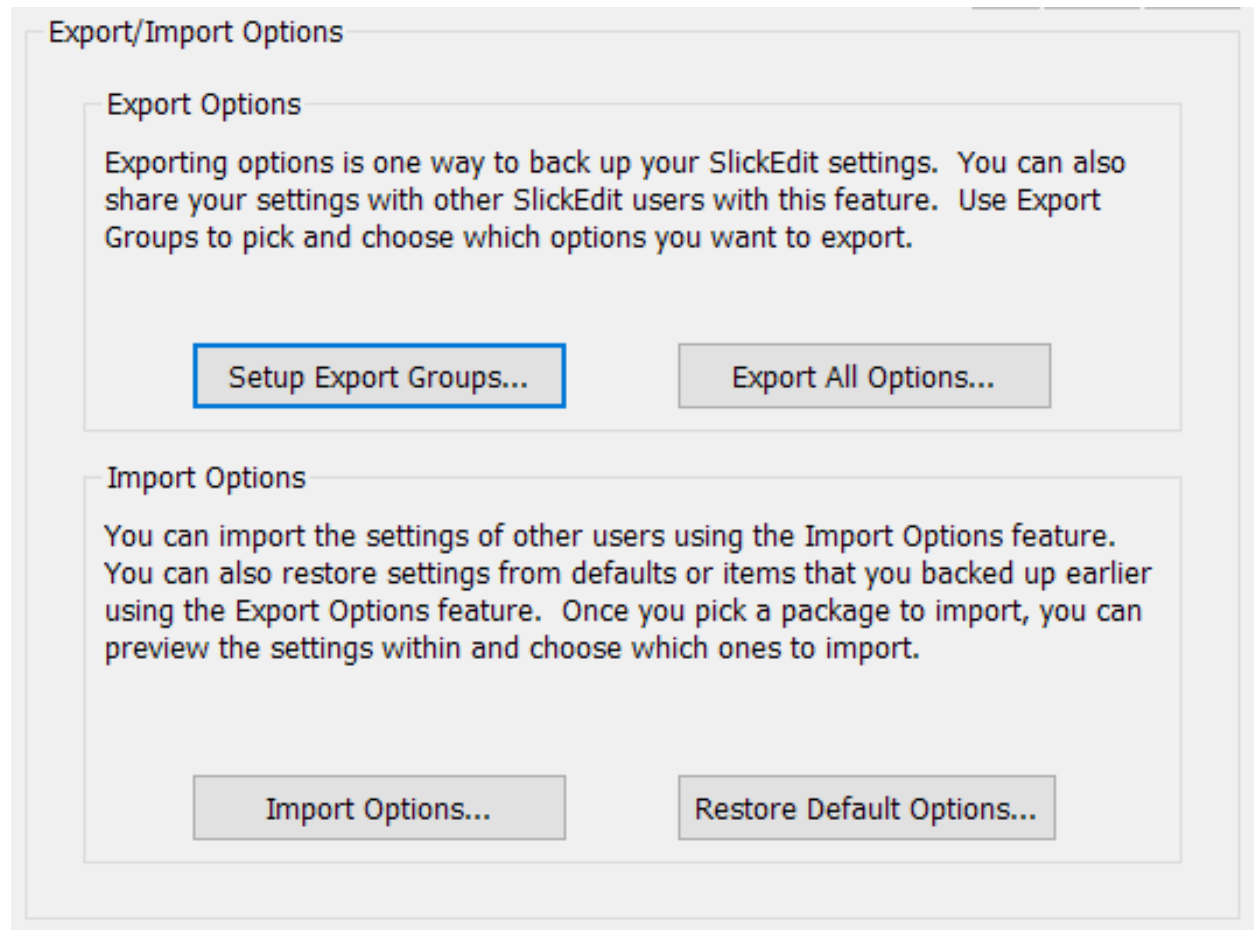 Export/Import Options
Export Options
Exporting options is one way to back up your SlickEdit settings.  You can also
share your settings with other SlickEdit users with this feature.  Use Export
Groups to pick and choose which options you want to export.
Setup Export Groups...
Export All Options...
Import Options
You can import the settings of other users using the Import Options feature.
You can also restore settings from defaults or items that you backed up earlier
using the Export Options feature.  Once you pick a package to import, you can
preview the settings within and choose which ones to import.
Import Options...
Restore Default Options...